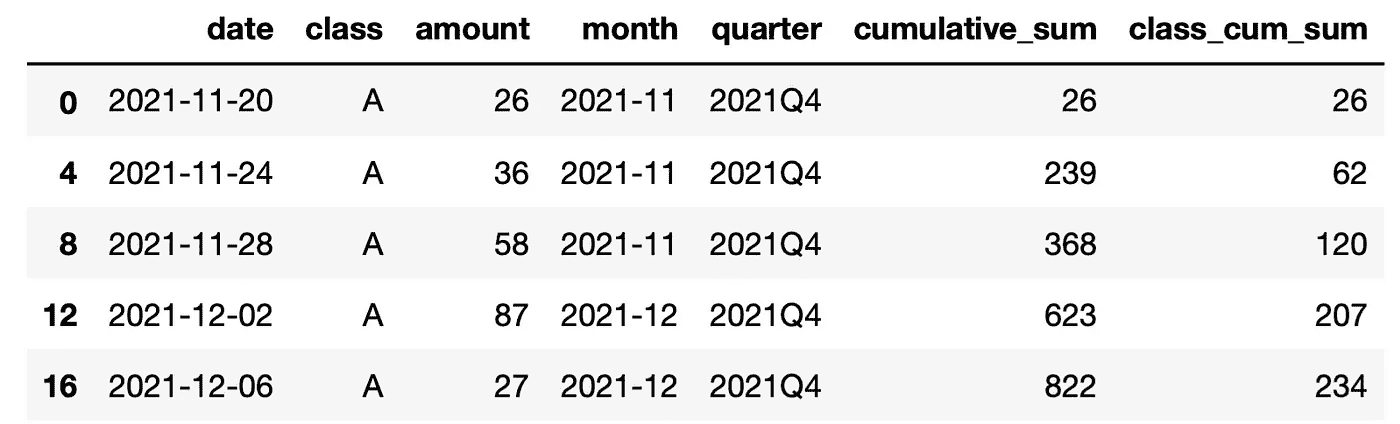 date class amount month quarter cumulative_sum class_cum_sum
0 2021-11-20 A 26 2021-11 2021Q4 26 26
4 2021-11-24 A 36 2021-11 2021Q4 239 62
8 2021-11-28 A 58 2021-11 2021Q4 368 120
12 2021-12-02 A 87 2021-12 2021Q4 623 207
16 2021-12-06 A 27 2021-12 2021Q4 822 234